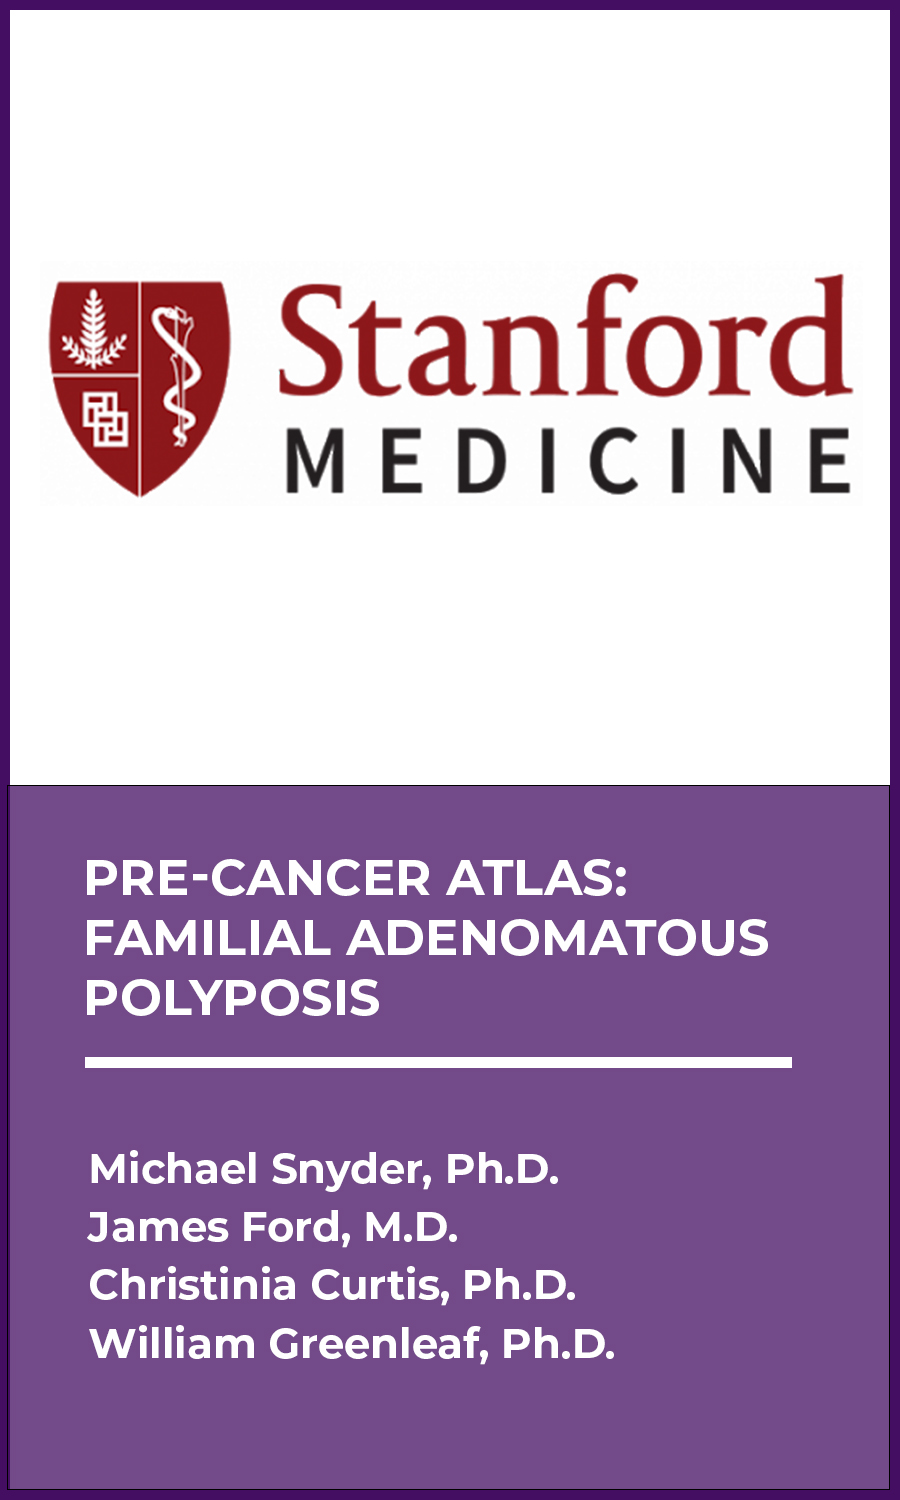 Stanford
MEDICINE
PRE-CANCER ATLAS:
FAMILIAL ADENOMATOUS
POLYPOSIS
Michael Snyder, Ph.D.
James Ford, M.D.
Christinia Curtis, Ph.D.
William Greenleaf, Ph.D.